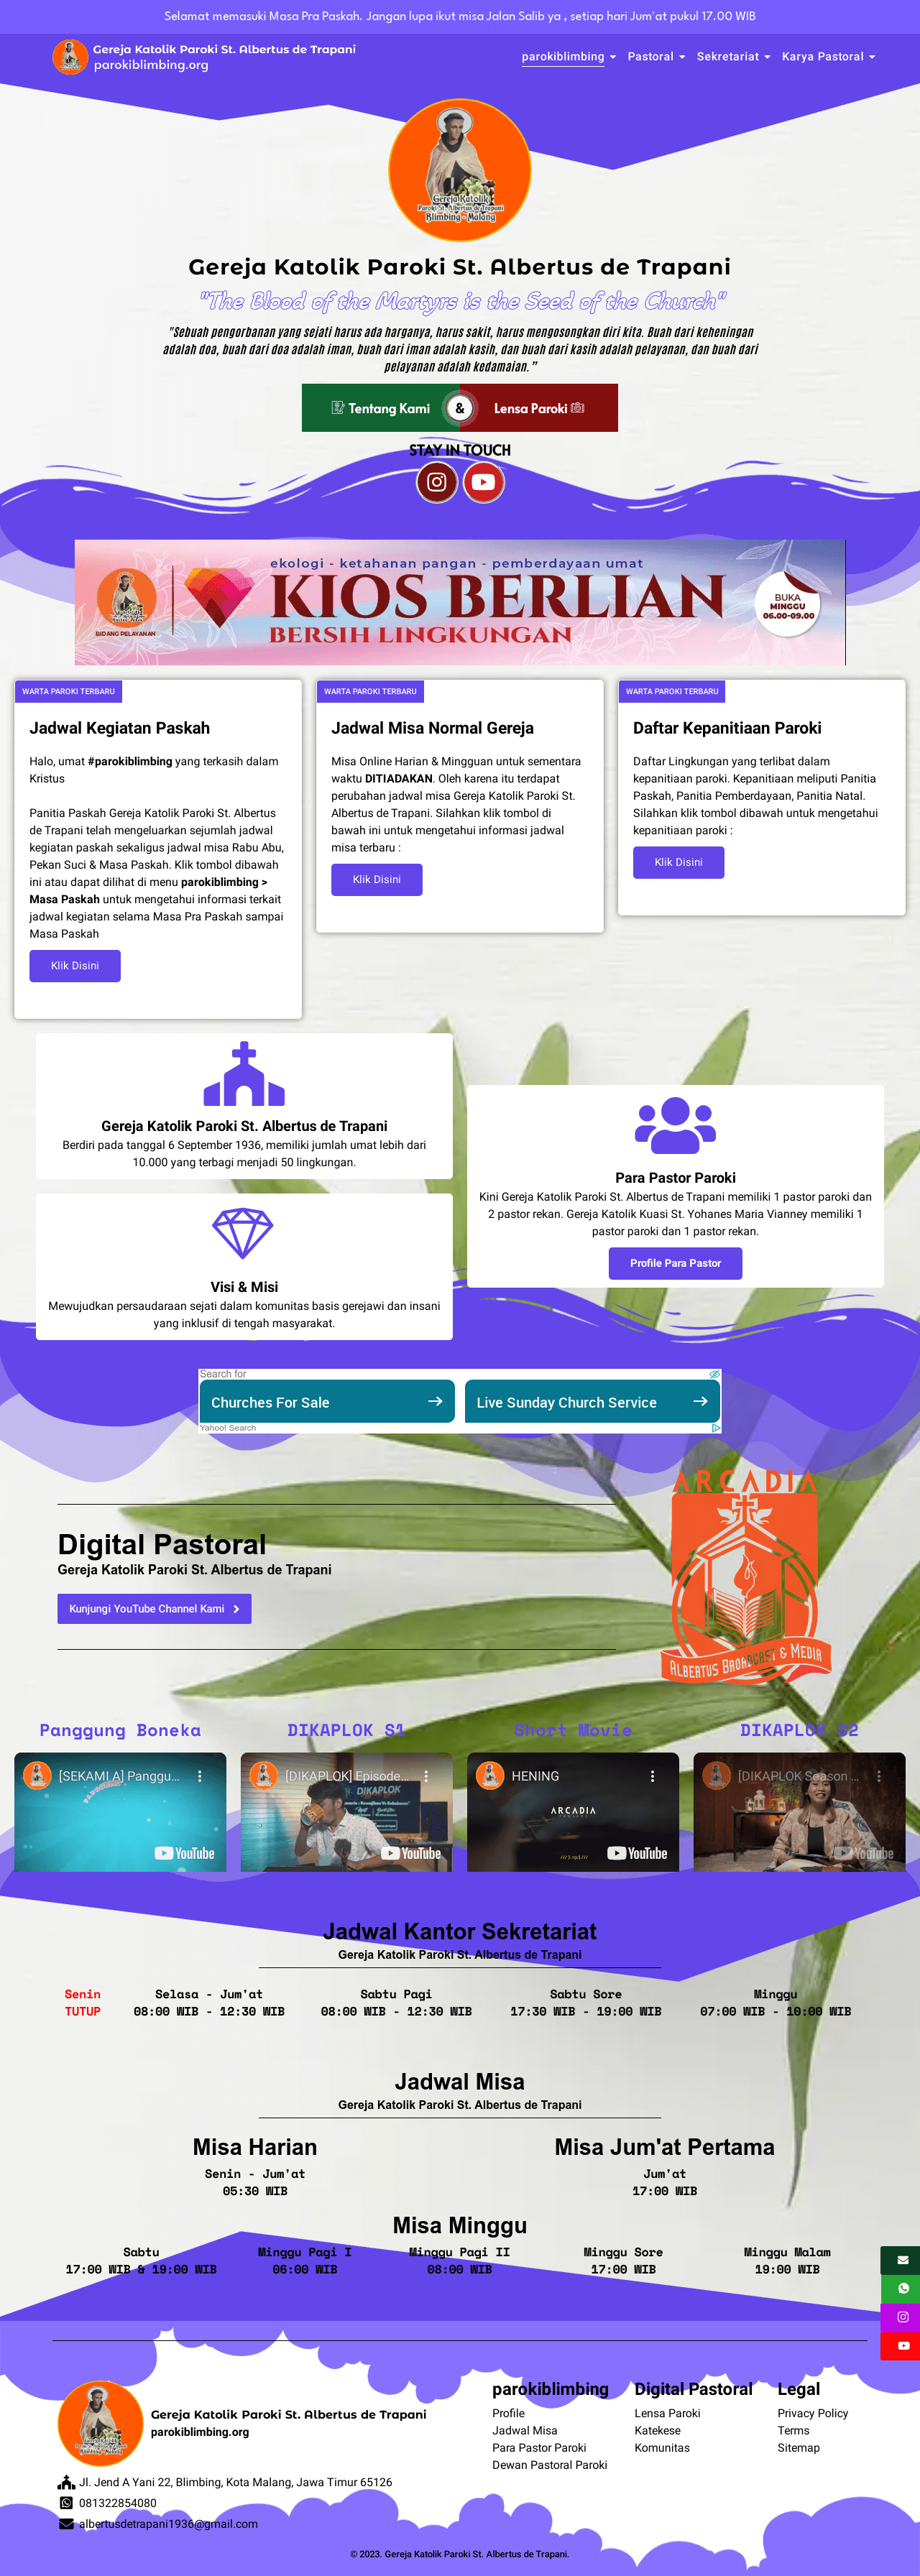 Selamat memasuki Masa Pra Paskah. Jangan lupa ikut misa Jalan Salib ya , setiap hari Jum'at pukul 17.00 WIB
Gereja Katolik Paroki St. Albertus de Trapani
parokiblimbing.org
parokiblimbing
Pastoral
Sekretariat
Karya Pastoral
Gereja Katolik
Paroki St. Albertus de Trapani
Blimbing - Malang
Gereja Katolik Paroki St. Albertus de Trapani
"The Blood of the Martyrs is the Seed of the Church"
"Sebuah pengorbanan yang sejati harus ada harganya, harus sakit, harus mengosongkan diri kita. Buah dari keheningan
adalah doa, buah dari doa adalah iman, buah dari iman adalah kasih, dan buah dari kasih adalah pelayanan, dan buah dari
pelayanan adalah kedamaian."
Tentang Kami
&
Lensa Paroki
STAY IN TOUCH
ekologi - ketahanan pangan - pemberdayaan umat
KIOS BERLIAN
BERSIH LINGKUNGAN
BIDANG PELAYANAN
BUKA
MINGGU
06.00-09.00
WARTA PAROKI TERBARU
Jadwal Kegiatan Paskah
Halo, umat #parokiblimbing yang terkasih dalam
Kristus
Panitia Paskah Gereja Katolik Paroki St. Albertus
de Trapani telah mengeluarkan sejumlah jadwal
kegiatan paskah sekaligus jadwal misa Rabu Abu,
Pekan Suci & Masa Paskah. Klik tombol dibawah
ini atau dapat dilihat di menu parokiblimbing >
Masa Paskah untuk mengetahui informasi terkait
jadwal kegiatan selama Masa Pra Paskah sampai
Masa Paskah
Klik Disini
WARTA PAROKI TERBARU
Jadwal Misa Normal Gereja
Misa Online Harian & Mingguan untuk sementara
waktu DITIADAKAN. Oleh karena itu terdapat
perubahan jadwal misa Gereja Katolik Paroki St.
Albertus de Trapani. Silahkan klik tombol di
bawah ini untuk mengetahui informasi jadwal
misa terbaru :
Klik Disini
WARTA PAROKI TERBARU
Daftar Kepanitiaan Paroki
Daftar Lingkungan yang terlibat dalam
kepanitiaan paroki. Kepanitiaan meliputi Panitia
Paskah, Panitia Pemberdayaan, Panitia Natal.
Silahkan klik tombol dibawah untuk mengetahui
kepanitiaan paroki :
Klik Disini
Gereja Katolik Paroki St. Albertus de Trapani
Berdiri pada tanggal 6 September 1936, memiliki jumlah umat lebih dari
10.000 yang terbagi menjadi 50 lingkungan.
Visi & Misi
Mewujudkan persaudaraan sejati dalam komunitas basis gerejawi dan insani
yang inklusif di tengah masyarakat.
Para Pastor Paroki
Kini Gereja Katolik Paroki St. Albertus de Trapani memiliki 1 pastor paroki dan
2 pastor rekan. Gereja Katolik Kuasi St. Yohanes Maria Vianney memiliki 1
pastor paroki dan 1 pastor rekan.
Profile Para Pastor
Search for
Churches For Sale
Live Sunday Church Service
Yahoo! Search
ARCADIA
ALBERTUS BROADCAST & MEDIA
Digital Pastoral
Gereja Katolik Paroki St. Albertus de Trapani
Kunjungi YouTube Channel Kami
Panggung Boneka
DIKAPLOK S1
Short Movie
DIKAPLOK S2
[SEKAMI A] Panggu...
YouTube
[DIKAPLOK] Episode...
DIKAPLOK
YouTube
HENING
ARCADIA
YouTube
[DIKAPLOK Season ...
YouTube
Jadwal Kantor Sekretariat
Gereja Katolik Paroki St. Albertus de Trapani
Senin
TUTUP
Selasa - Jum'at
08:00 WIB - 12:30 WIB
Sabtu Pagi
08:00 WIB - 12:30 WIB
Sabtu Sore
17:30 WIB - 19:00 WIB
Minggu
07:00 WIB - 10:00 WIB
Jadwal Misa
Gereja Katolik Paroki St. Albertus de Trapani
Misa Harian
Senin - Jum'at
05:30 WIB
Misa Jum'at Pertama
Jum'at
17:00 WIB
Misa Minggu
Sabtu
17:00 WIB & 19:00 WIB
Minggu Pagi I
06:00 WIB
Minggu Pagi II
08:00 WIB
Minggu Sore
17:00 WIB
Minggu Malam
19:00 WIB
Gereja Katolik Paroki St. Albertus de Trapani
parokiblimbing.org
Jl. Jend A Yani 22, Blimbing, Kota Malang, Jawa Timur 65126
081322854080
albertusdetrapani1936@gmail.com
parokiblimbing
Profile
Jadwal Misa
Para Pastor Paroki
Dewan Pastoral Paroki
Digital Pastoral
Lensa Paroki
Katekese
Komunitas
Legal
Privacy Policy
Terms
Sitemap
© 2023. Gereja Katolik Paroki St. Albertus de Trapani.